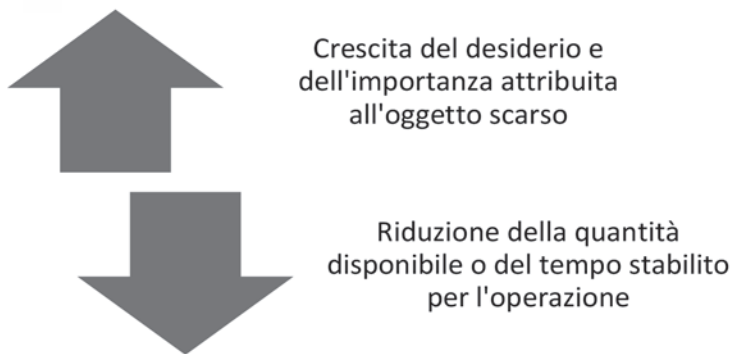 Crescita del desiderio e
dell'importanza attribuita
all'oggetto scarso
Riduzione della quantità
disponibile o del tempo stabilito
per l'operazione